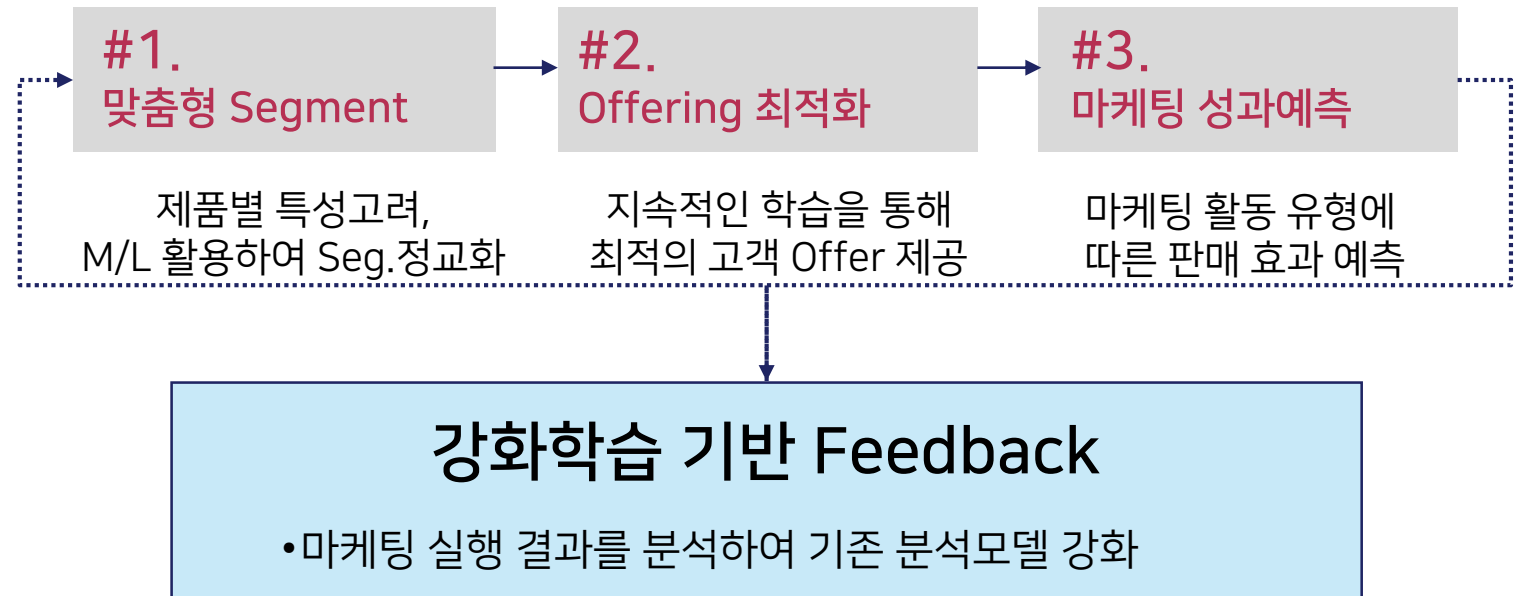 #1.
맞춤형 Segment
#2.
Offering 최적화
#3.
마케팅 성과예측
제품별 특성고려,
M/L 활용하여 Seg.정교화
지속적인 학습을 통해
최적의 고객 Offer 제공
마케팅 활동 유형에
따른 판매 효과 예측
강화학습 기반 Feedback
•마케팅 실행 결과를 분석하여 기존 분석모델 강화